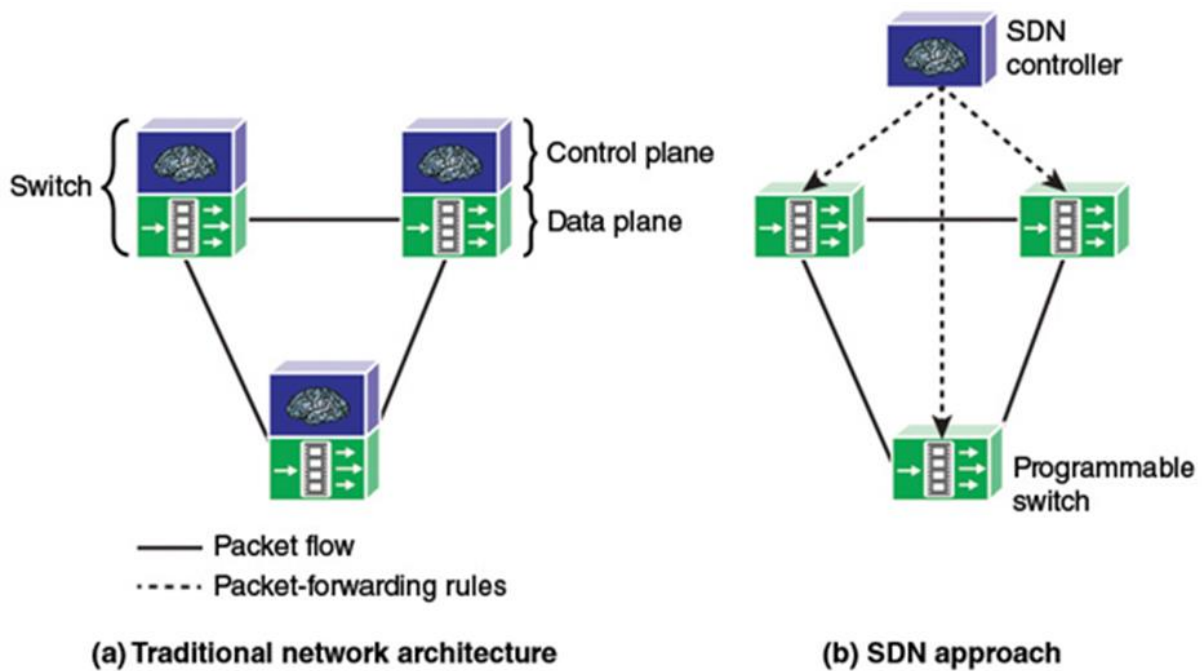 SDN
controller
Switch
Control plane
Data plane
Programmable
switch
Packet flow
Packet-forwarding rules
(a) Traditional network architecture
(b) SDN approach